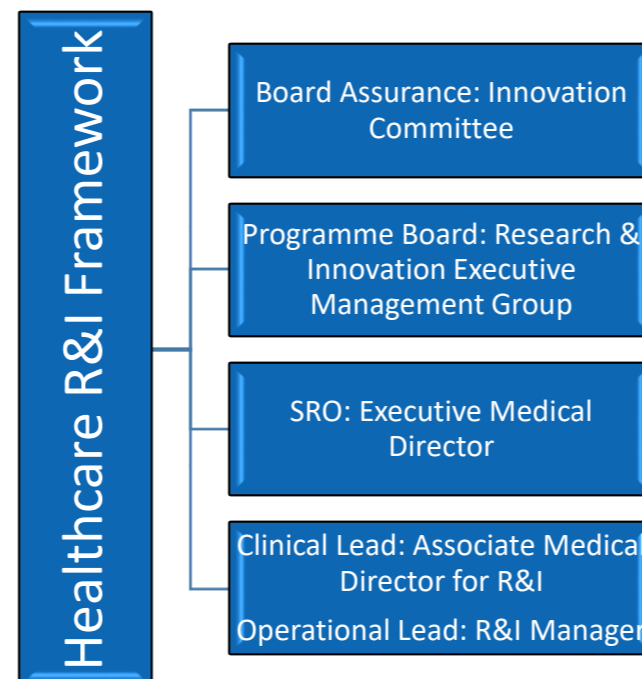 Healthcare R&I Framework
Board Assurance: Innovation
Committee
Programme Board: Research &
Innovation Executive
Management Group
SRO: Executive Medical
Director
Clinical Lead: Associate Medical
Director for R&I
Operational Lead: R&I Manager